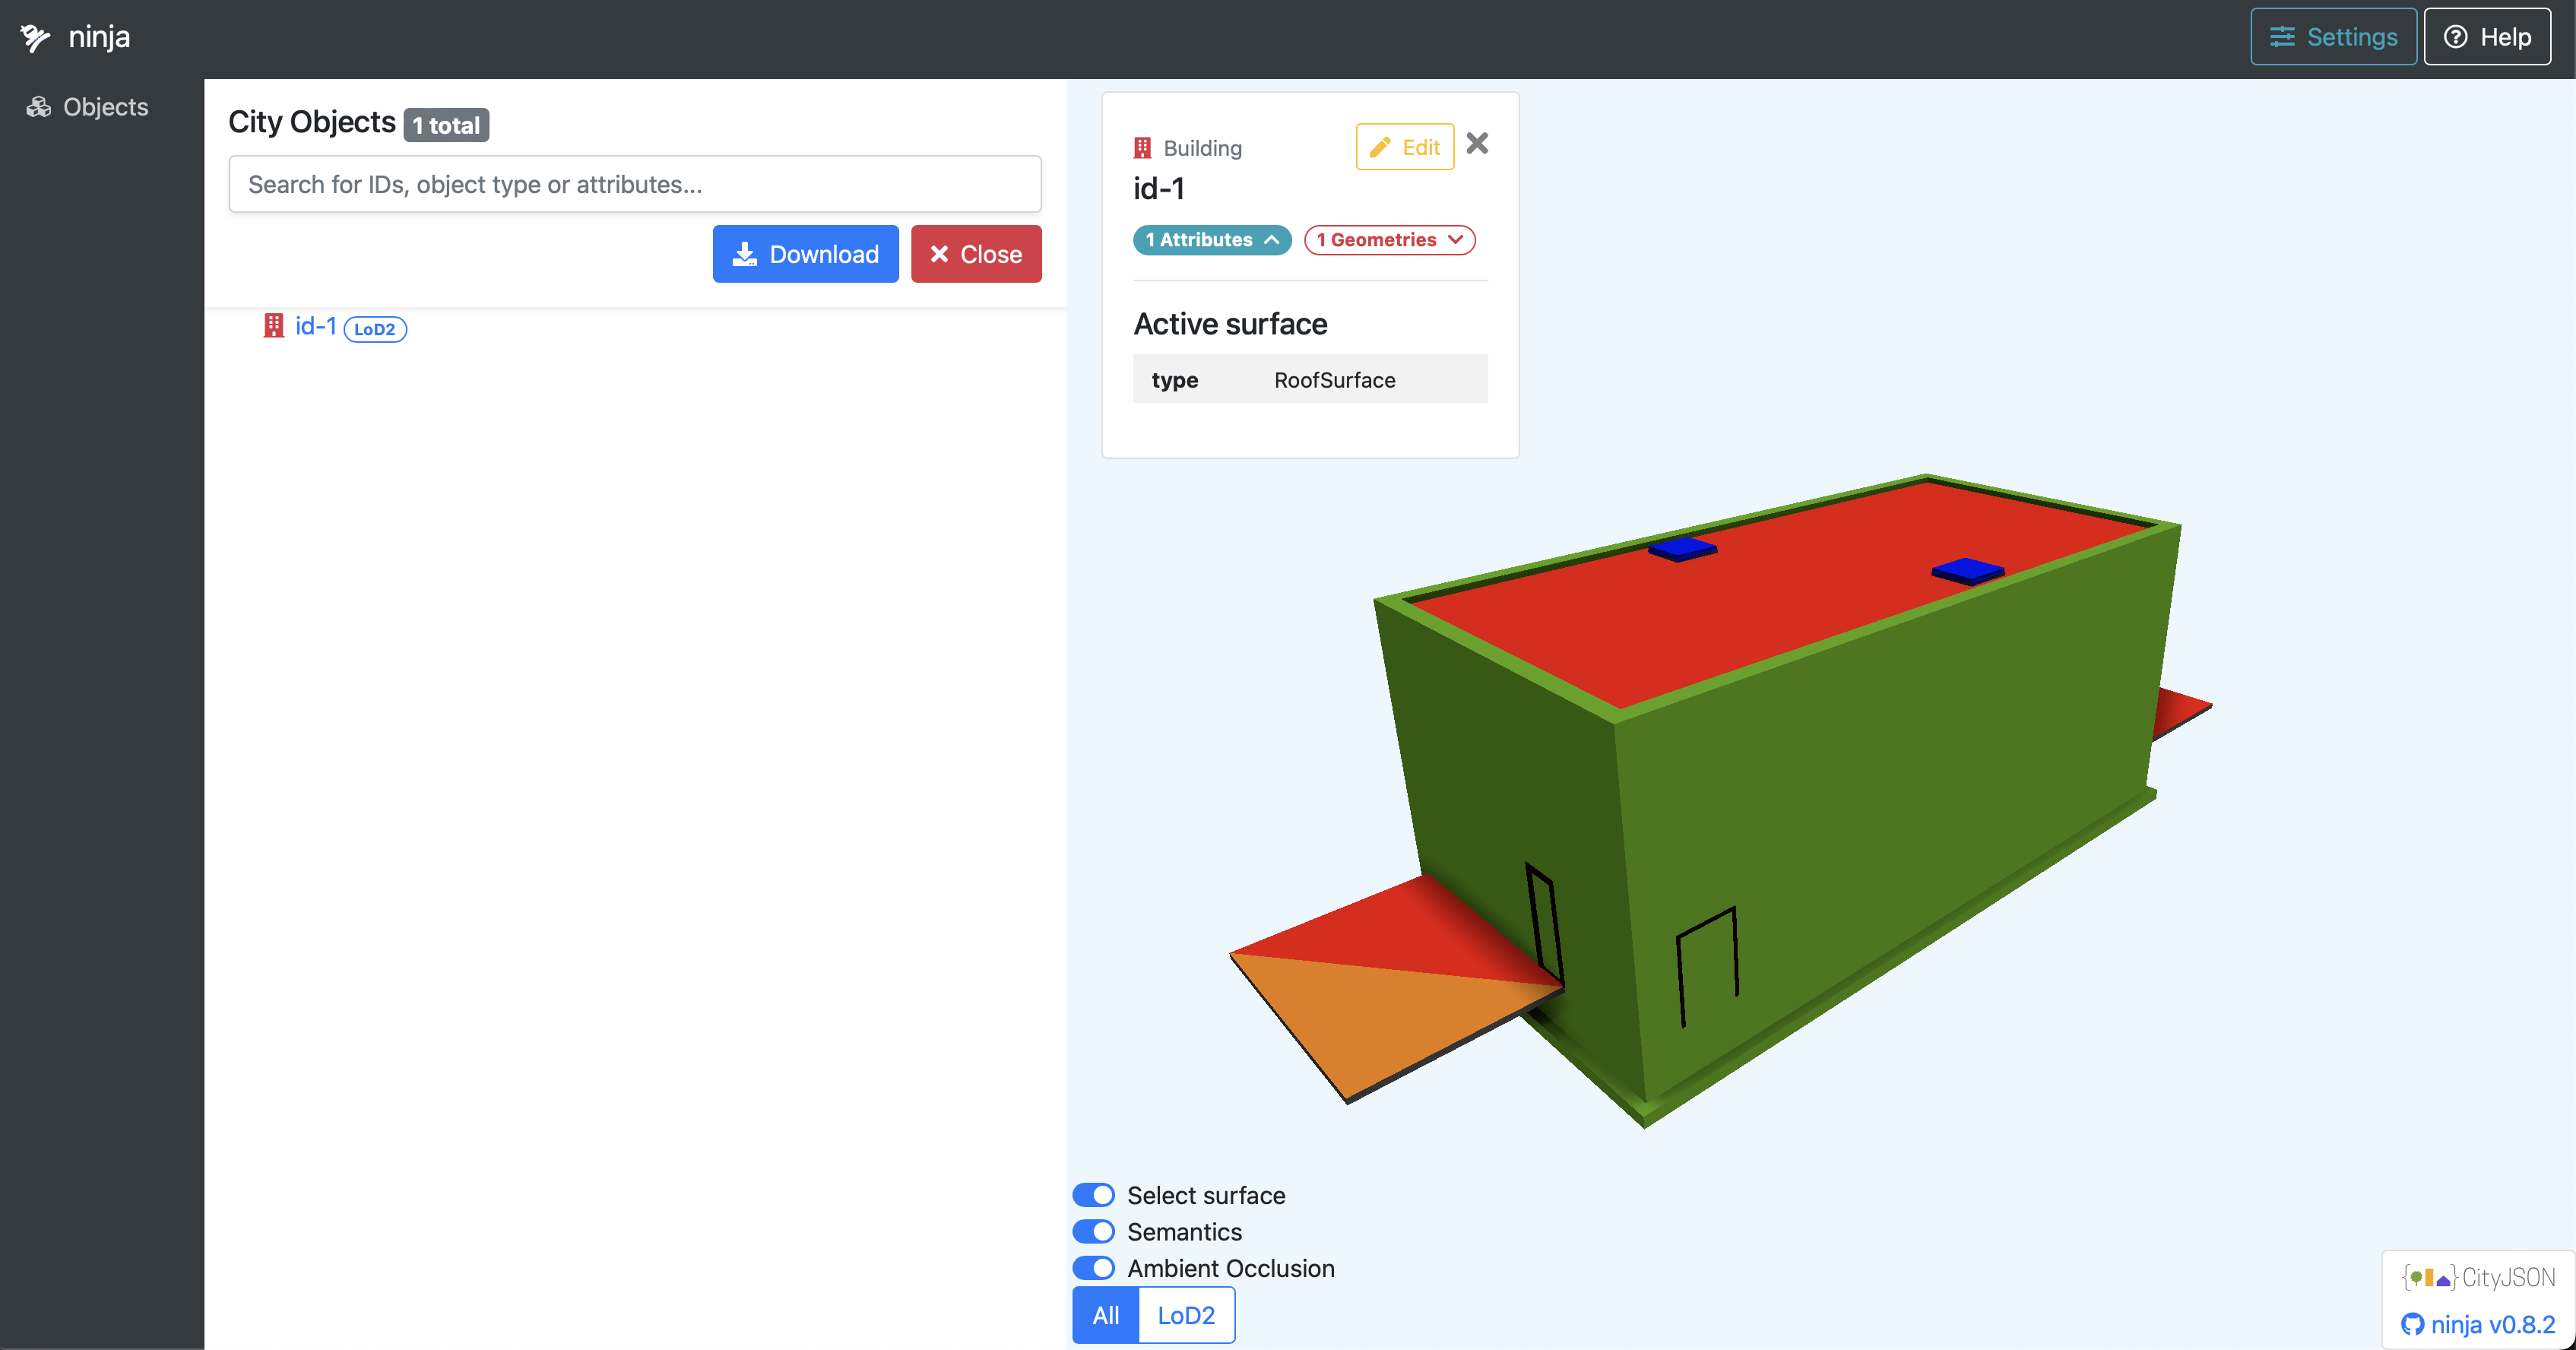 ninja
Settings
Help
Objects
City Objects 1 total
Search for IDs, object type or attributes...
Download
Close
id-1 LoD2
Building
Edit
id-1
1 Attributes
1 Geometries
Active surface
type RoofSurface
Select surface
Semantics
Ambient Occlusion
All
LoD2
{ } CityJSON
ninja v0.8.2